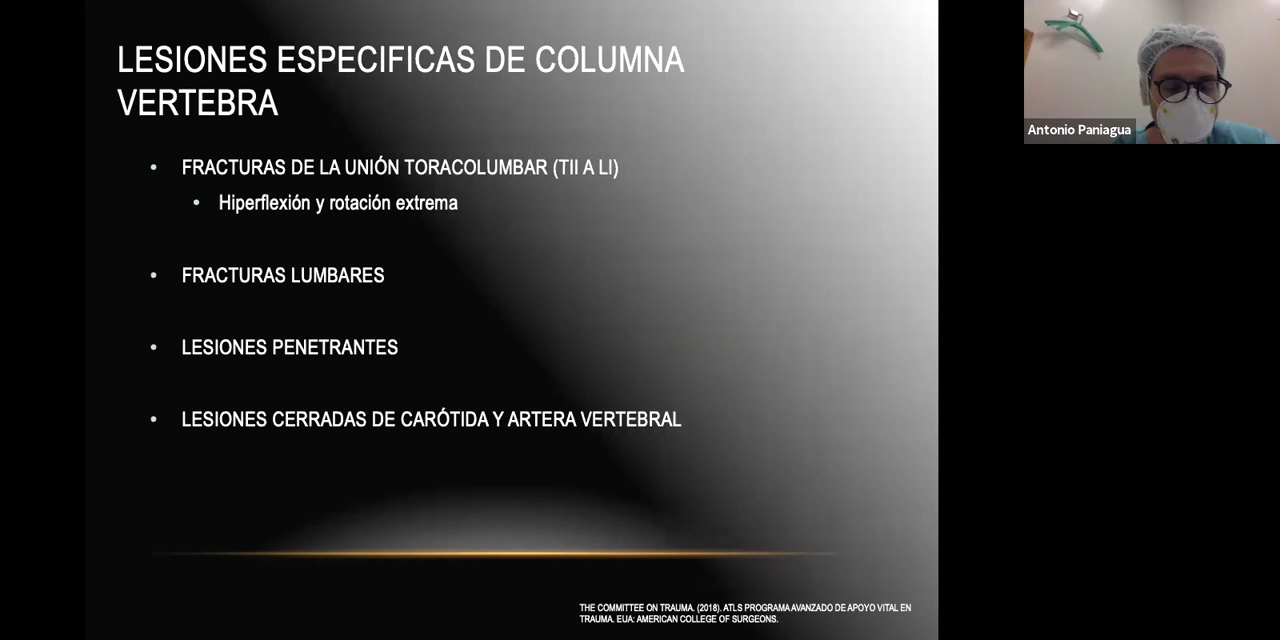 LESIONES ESPECIFICAS DE COLUMNA
VERTEBRA
• FRACTURAS DE LA UNIÓN TORACOLUMBAR (TII A LI)
• Hiperflexión y rotación extrema
• FRACTURAS LUMBARES
• LESIONES PENETRANTES
• LESIONES CERRADAS DE CARÓTIDA Y ARTERA VERTEBRAL
THE COMMITTEE ON TRAUMA. (2018). ATLS PROGRAMA AVANZADO DE APOYO VITAL EN
TRAUMA. EUA: AMERICAN COLLEGE OF SURGEONS.
Antonio Paniagua